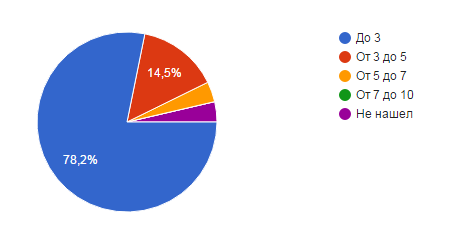 14,5%
78,2%
До 3
От 3 до 5
От 5 до 7
От 7 до 10
Не нашел